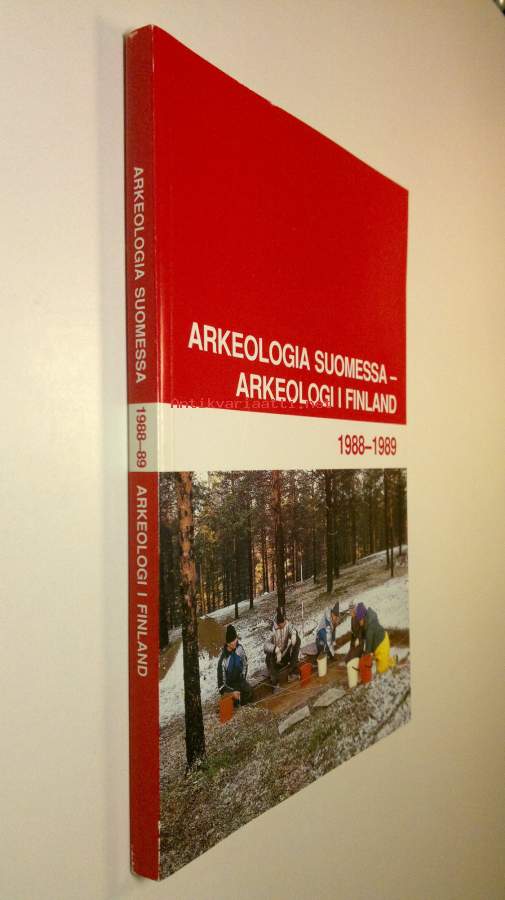 ARKEOLOGIA SUOMESSA 1988–89 ARKEOLOGI I FINLAND
ARKEOLOGIA SUOMESSA –
ARKEOLOGI I FINLAND
Antikvariaatti.net
1988–1989